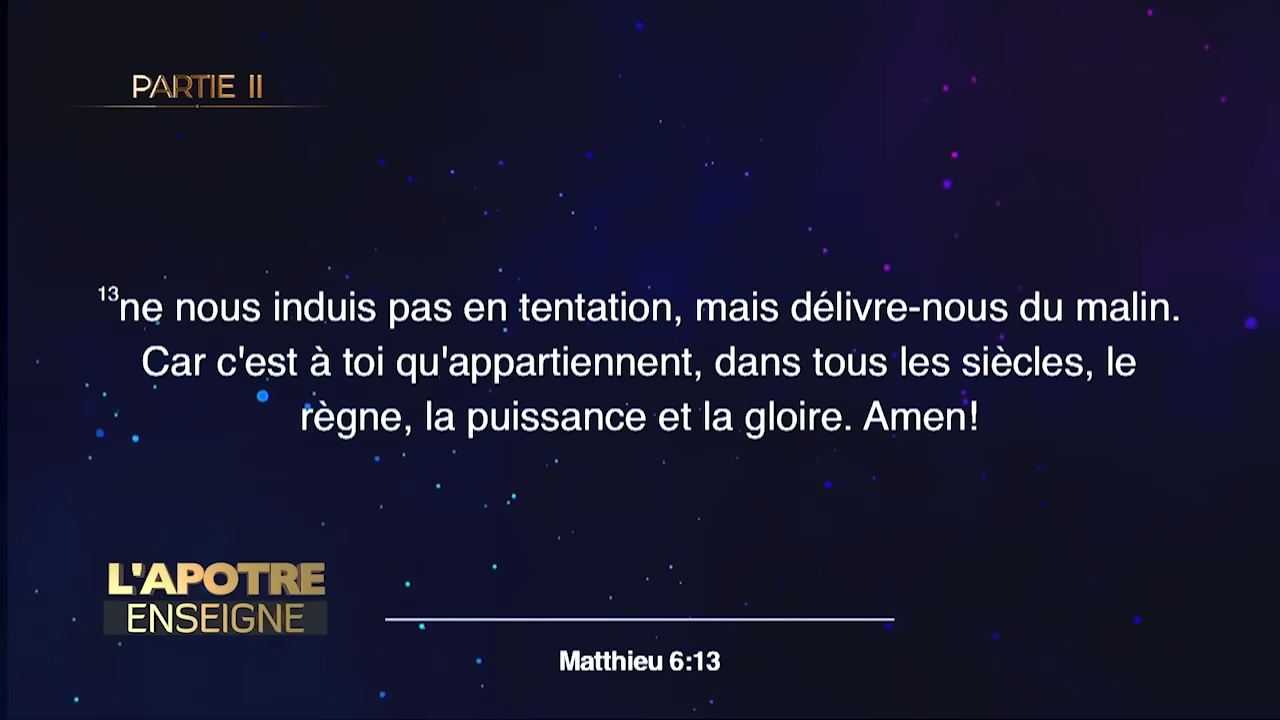 PARTIE II
13ne nous induis pas en tentation, mais délivre-nous du malin.
Car c'est à toi qu'appartiennent, dans tous les siècles, le
règne, la puissance et la gloire. Amen!
L'APOTRE
ENSEIGNE
Matthieu 6:13